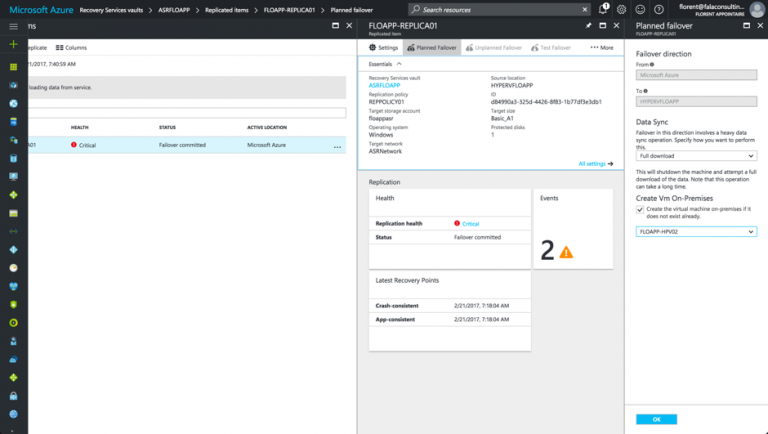 Microsoft Azure
Recovery Services vaults > ASRFLOAPP > Replicated items > FLOAPP-REPLICA01 > Planned failover
Search resources
1
florent@falaconsultin...
FLORENT APPOINTAIRE
ms
eplicate
Columns
21/2017, 7:40:59 AM
loading data from service.
HEALTH
STATUS
ACTIVE LOCATION
A01
Critical
Failover committed
Microsoft Azure
...
FLOAPP-REPLICA01
Replicated item
Settings
Planned Failover
Unplanned Failover
Test Failover
More
Essentials
Recovery Services vault
ASRFLOAPP
Replication policy
REPPOLICY01
Target storage account
floappasr
Operating system
Windows
Target network
ASRNetwork
Source location
HYPERVFLOAPP
ID
d84990a3-325d-4426-8f83-1b77df3e3db1
Target size
Basic_A1
Protected disks
1
All settings →
Replication
Health
Replication health
Critical
Status
Failover committed
Events
2
Latest Recovery Points
Crash-consistent
2/21/2017, 7:18:04 AM
App-consistent
2/21/2017, 7:18:04 AM
Planned failover
FLOAPP-REPLICA01
Failover direction
From
Microsoft Azure
To
HYPERVFLOAPP
Data Sync
Failover in this direction involves a heavy data
sync operation. Specify how you want to perform
this.
Full download
This will shutdown the machine and attempt a full
download of the data. Note that this operation
can take a long time.
Create Vm On-Premises
Create the virtual machine on-premises if it
does not exist already.
FLOAPP-HPV02
OK